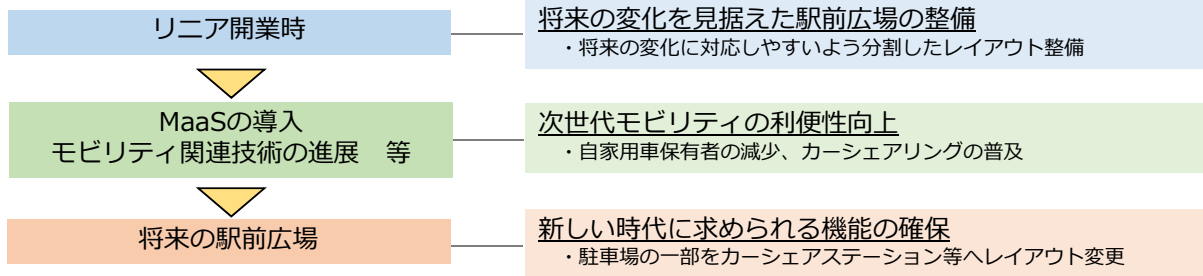 リニア開業時
将来の変化を見据えた駅前広場の整備
・将来の変化に対応しやすいよう分割したレイアウト整備
MaaSの導入
モビリティ関連技術の進展　等
次世代モビリティの利便性向上
・自家用車保有者の減少、カーシェアリングの普及
将来の駅前広場
新しい時代に求められる機能の確保
・駐車場の一部をカーシェアステーション等へレイアウト変更